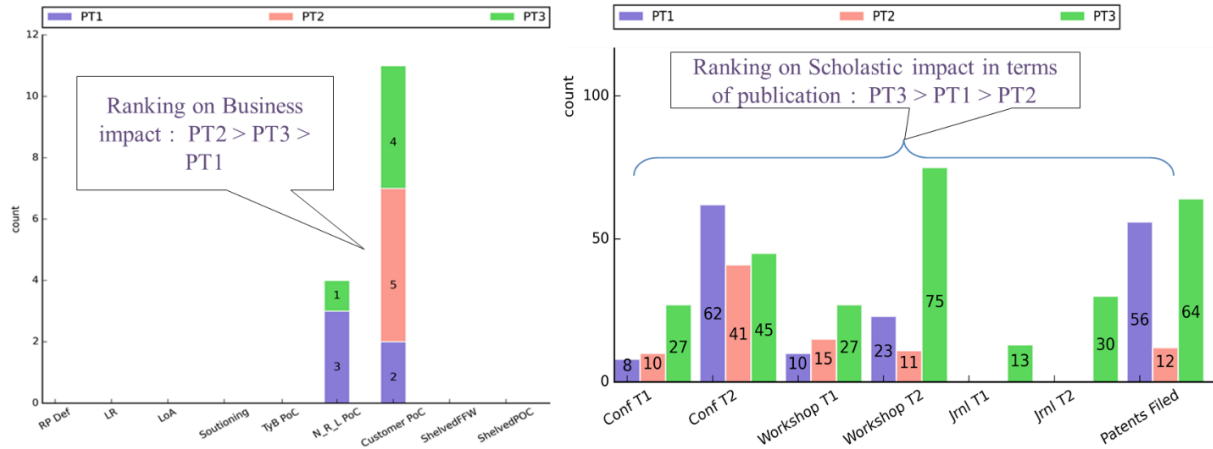 PT1 PT2 PT3
12
10
8
6
4
2
0
count
Ranking on Business
impact : PT2 > PT3 >
PT1
4
5
2
1
3
RP Def
LR
LoA
Soutioning
TyB PoC
N_R_L PoC
Customer PoC
ShelvedFFW
ShelvedPOC
PT1 PT2 PT3
100
50
0
count
Ranking on Scholastic impact in terms
of publication : PT3 > PT1 > PT2
8 10 27
62 41 45
10 15 27
23 11 75
13
30
56 12 64
Conf T1
Conf T2
Workshop T1
Workshop T2
Jrnl T1
Jrnl T2
Patents Filed